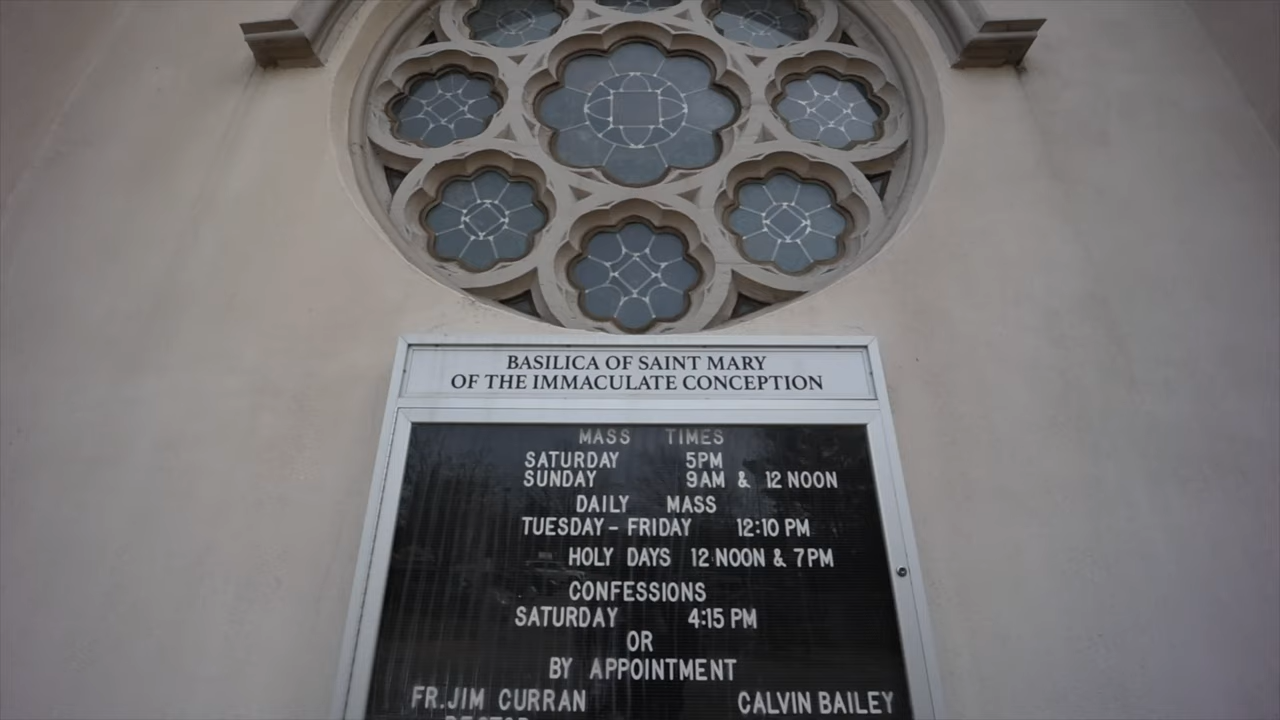 BASILICA OF SAINT MARY
OF THE IMMACULATE CONCEPTION
MASS TIMES
SATURDAY 5PM
SUNDAY 9AM & 12 NOON
DAILY MASS
TUESDAY - FRIDAY 12:10 PM
HOLY DAYS 12 NOON & 7PM
CONFESSIONS
SATURDAY 4:15 PM
OR
BY APPOINTMENT
FR. JIM CURRAN CALVIN BAILEY
RECTOR